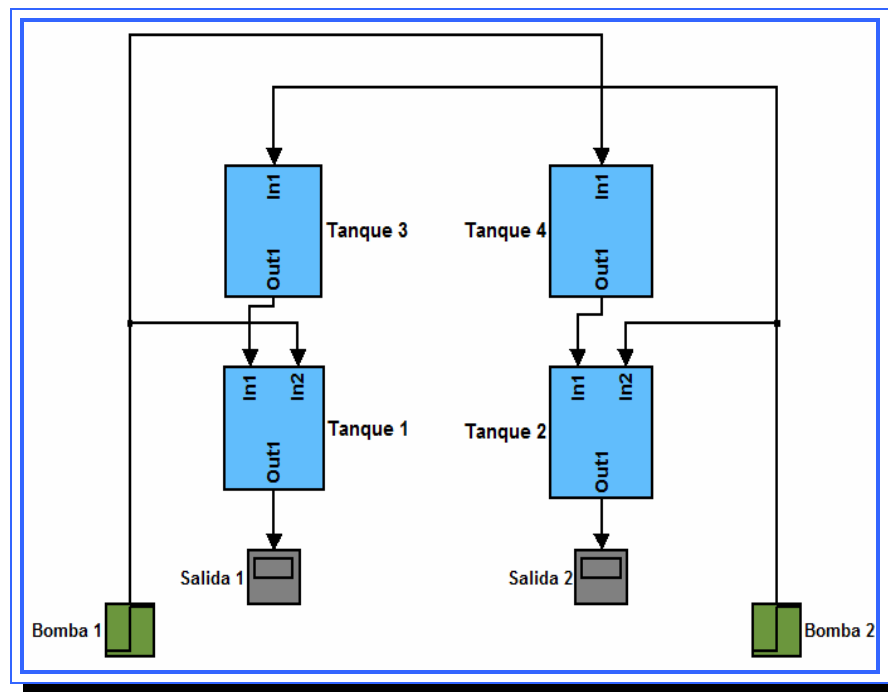 In1
In1
Tanque 3
Tanque 4
Out1
Out1
In1
In2
In1
In2
Tanque 1
Tanque 2
Out1
Out1
Salida 1
Salida 2
Bomba 1
Bomba 2